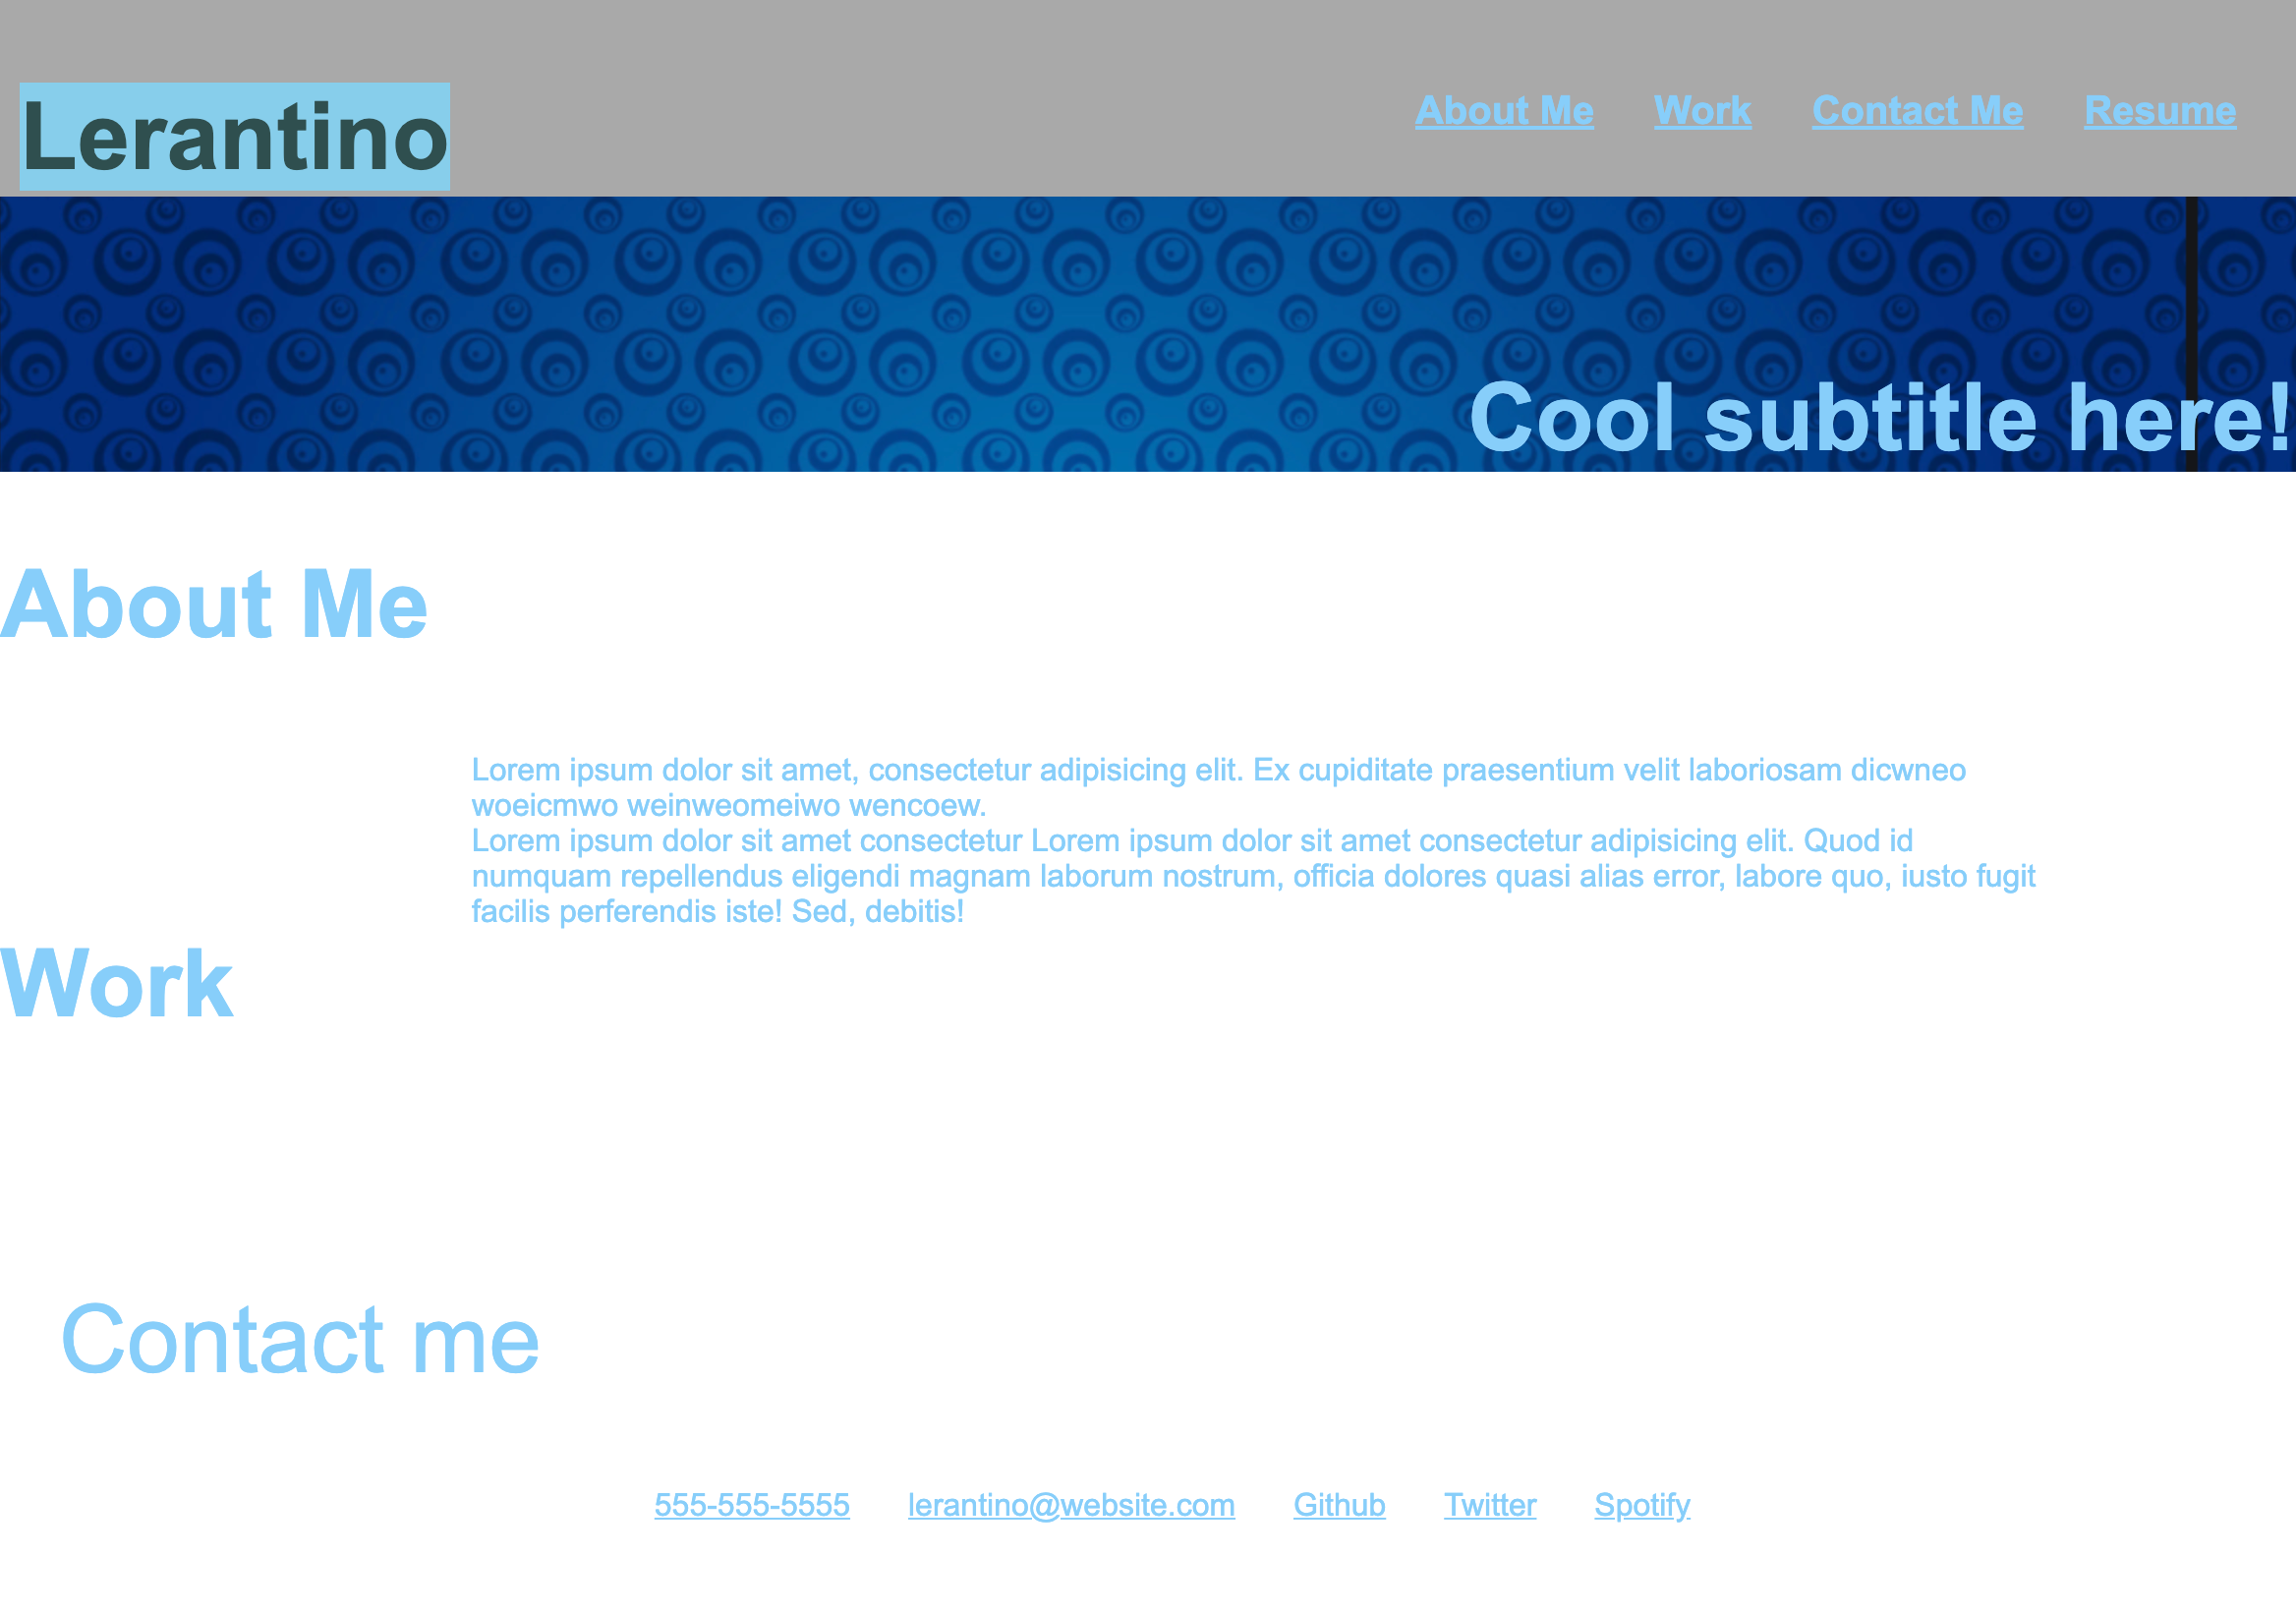 Lerantino
About Me Work Contact Me Resume
Cool subtitle here!
About Me
Lorem ipsum dolor sit amet, consectetur adipisicing elit. Ex cupiditate praesentium velit laboriosam dicwneo
woeicmwo weinweomeiwo wencoew.
Lorem ipsum dolor sit amet consectetur Lorem ipsum dolor sit amet consectetur adipisicing elit. Quod id
numquam repellendus eligendi magnam laborum nostrum, officia dolores quasi alias error, labore quo, iusto fugit
facilis perferendis iste! Sed, debitis!
Work
Contact me
555-555-5555 lerantino@website.com Github Twitter Spotify